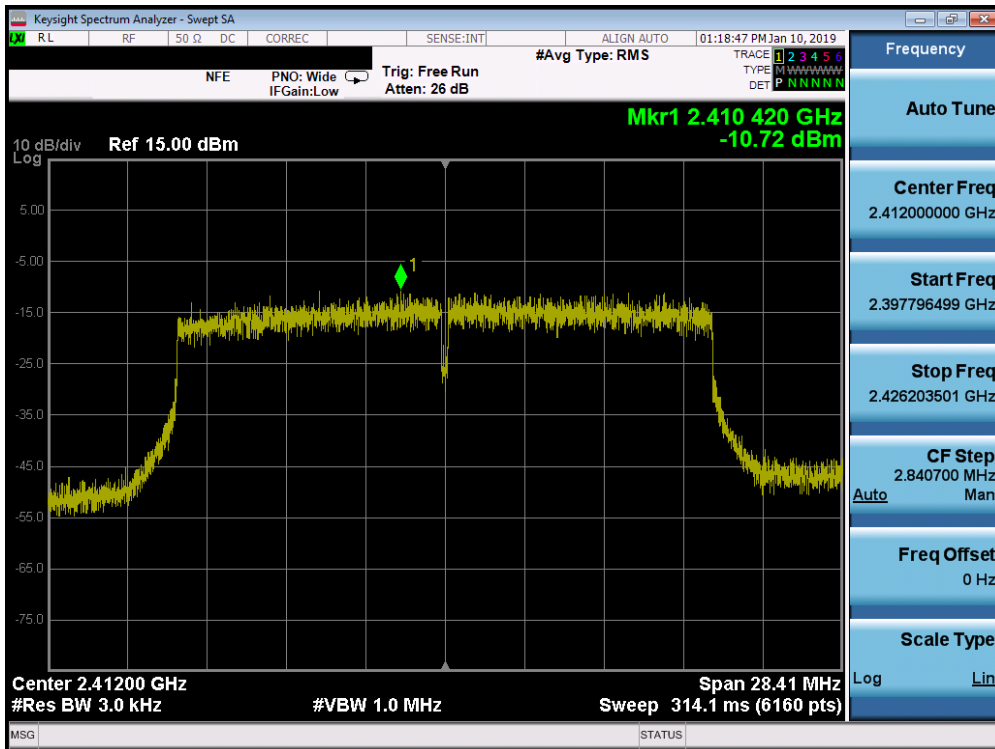 Keysight Spectrum Analyzer - Swept SA
LXI RL RF 50 Ω DC CORREC SENSE:INT ALIGN AUTO 01:18:47 PM Jan 10, 2019
#Avg Type: RMS
TRACE 1 2 3 4 5 6
TYPE M WWWWW
DET P N N N N N
NFE PNO: Wide Trig: Free Run
IFGain:Low Atten: 26 dB
Mkr1 2.410 420 GHz
-10.72 dBm
10 dB/div Ref 15.00 dBm
Log
1
5.00
-5.00
-15.0
-25.0
-35.0
-45.0
-55.0
-65.0
-75.0
Center 2.41200 GHz Span 28.41 MHz
#Res BW 3.0 kHz #VBW 1.0 MHz Sweep 314.1 ms (6160 pts)
MSG STATUS
Frequency
Auto Tune
Center Freq
2.412000000 GHz
Start Freq
2.397796499 GHz
Stop Freq
2.426203501 GHz
CF Step
2.840700 MHz
Auto Man
Freq Offset
0 Hz
Scale Type
Log Lin